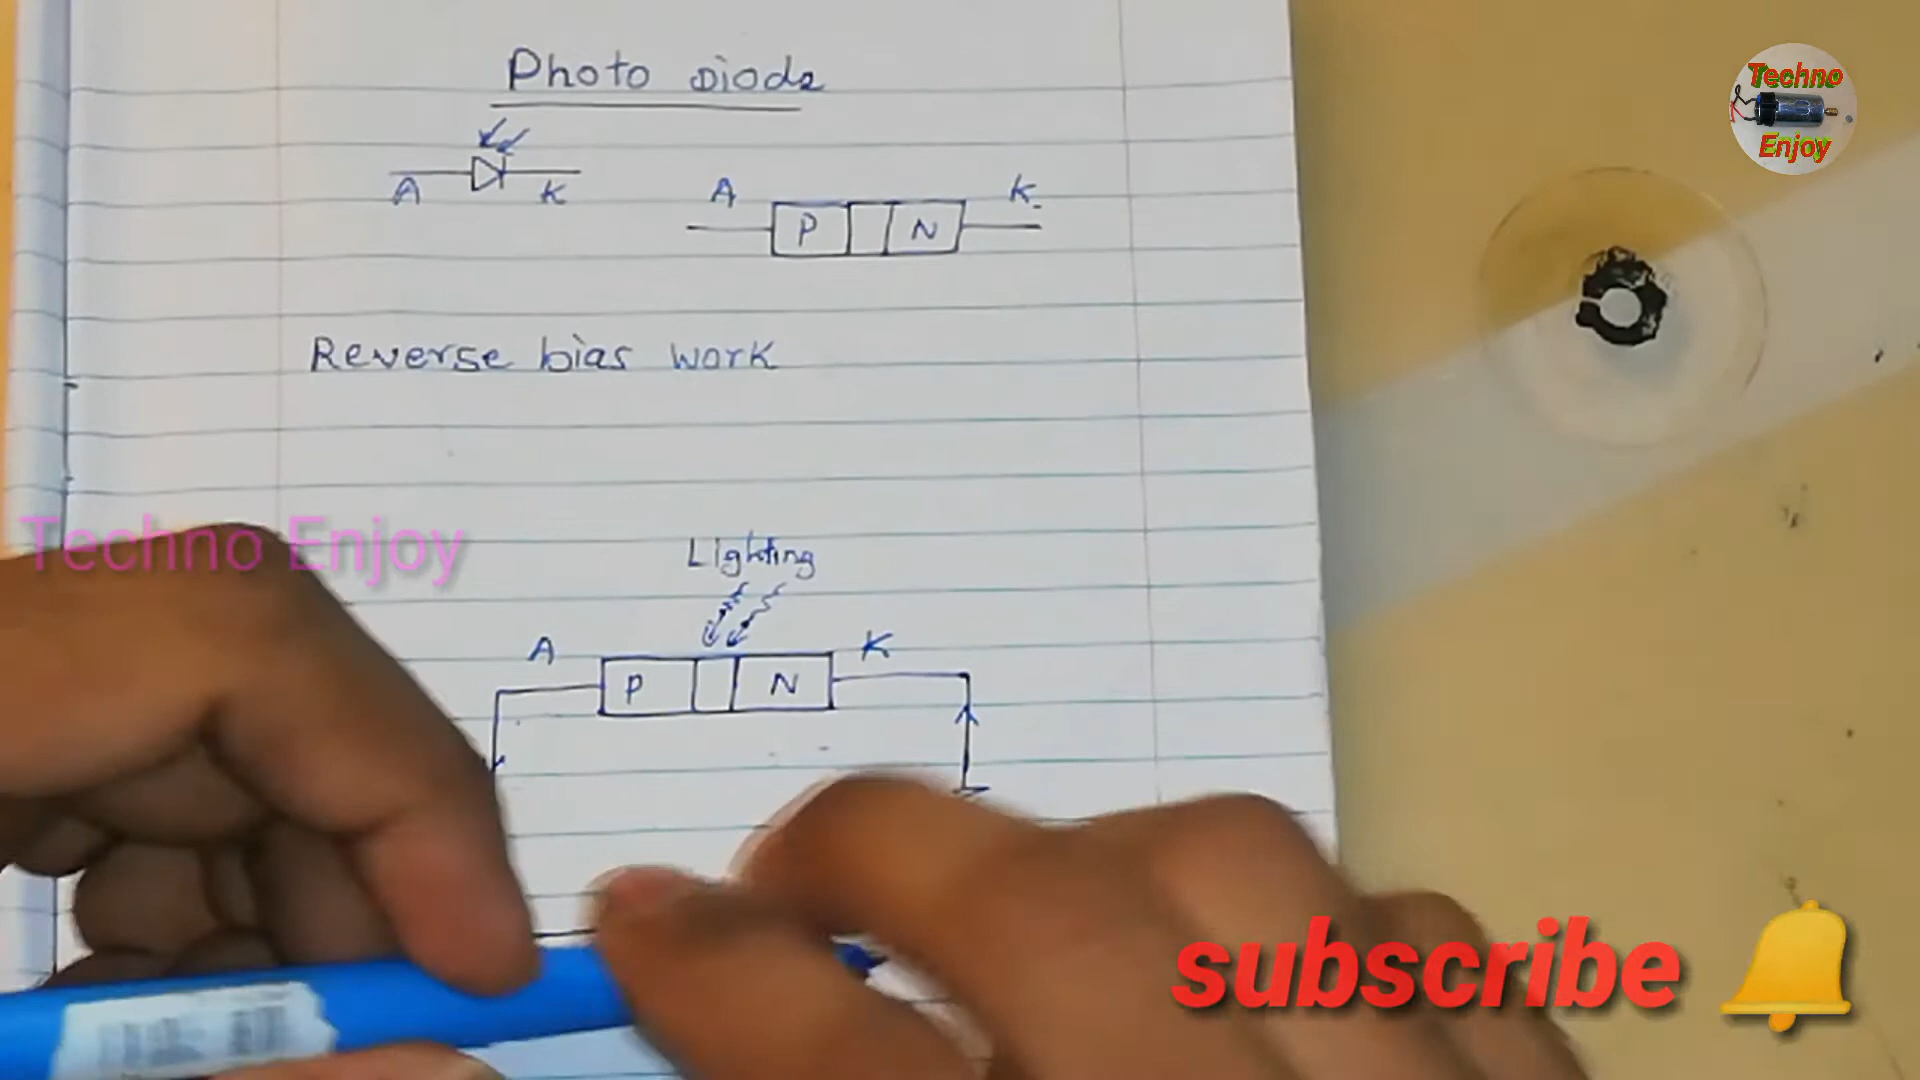 Photo Diode
A K
A K
P N
Reverse bias work
Lighting
A K
P N
Techno
Enjoy
Techno Enjoy
subscribe